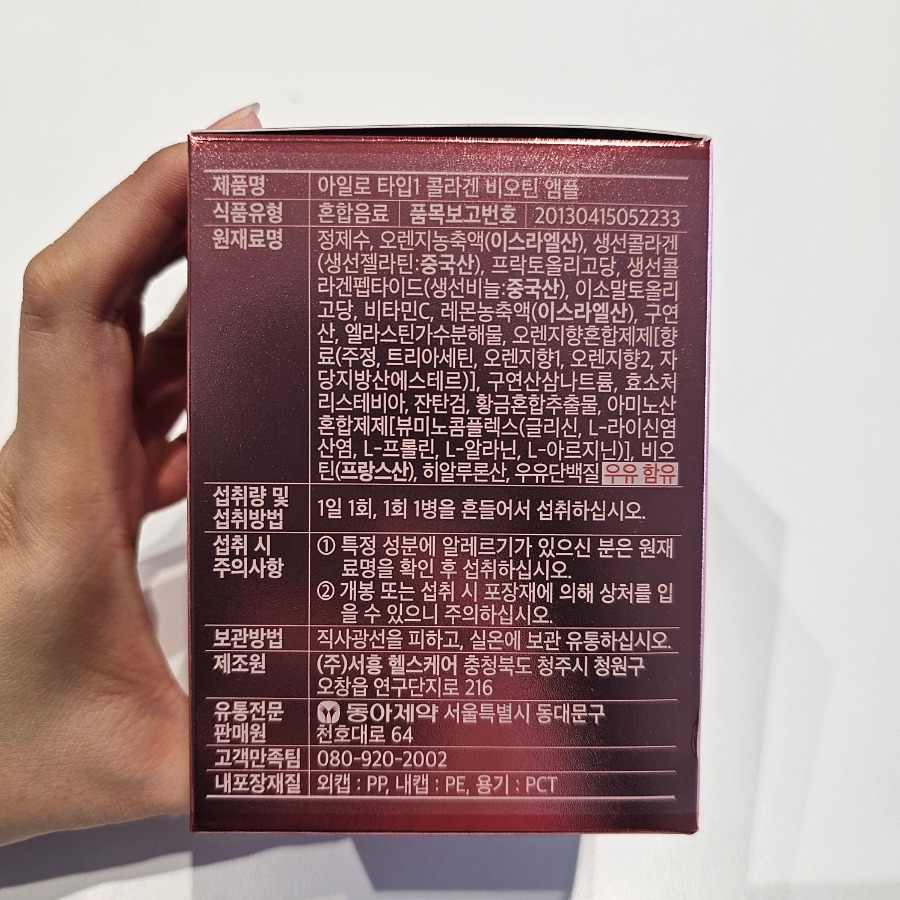 제품명 아일로 타입1 콜라겐 비오틴 앰플
식품유형 혼합음료 품목보고번호 20130415052233
원재료명 정제수, 오렌지농축액(이스라엘산), 생선콜라겐
(생선젤라틴:중국산), 프락토올리고당, 생선콜
라겐펩타이드(생선비늘:중국산), 이소말토올리
고당, 비타민C, 레몬농축액(이스라엘산), 구연
산, 엘라스틴가수분해물, 오렌지향혼합제제[향
료(주정, 트리아세틴, 오렌지향1, 오렌지향2, 자
당지방산에스테르)], 구연산삼나트륨, 효소처
리스테비아, 잔탄검, 황금혼합추출물, 아미노산
혼합제제[뷰미노콤플렉스(글리신, L-라이신염
산염, L-프롤린, L-알라닌, L-아르지닌)], 비오
틴(프랑스산), 히알루론산, 우유단백질 우유 함유
섭취량 및
섭취방법 1일 1회, 1회 1병을 흔들어서 섭취하십시오.
섭취 시 ① 특정 성분에 알레르기가 있으신 분은 원재
주의사항 료명을 확인 후 섭취하십시오.
② 개봉 또는 섭취 시 포장재에 의해 상처를 입
을 수 있으니 주의하십시오.
보관방법 직사광선을 피하고, 실온에 보관 유통하십시오.
제조원 (주)서흥 헬스케어 충청북도 청주시 청원구
오창읍 연구단지로 216
유통전문 동아제약 서울특별시 동대문구
판매원 천호대로 64
고객만족팀 080-920-2002
내포장재질 외캡 : PP, 내캡 : PE, 용기 : PCT